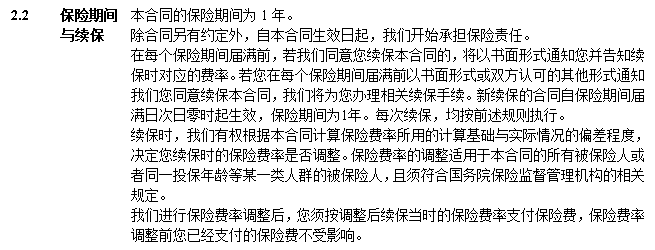 2.2 保险期间 本合同的保险期间为 1 年。
与续保 除合同另有约定外，自本合同生效日起，我们开始承担保险责任。
在每个保险期间届满前，若我们同意您续保本合同的，将以书面形式通知您并告知续
保时对应的费率。若您在每个保险期间届满前以书面形式或双方认可的其他形式通知
我们您同意续保本合同，我们将为您办理相关续保手续。新续保的合同自保险期间届
满日次日零时起生效，保险期间为1年。每次续保，均按前述规则执行。
续保时，我们有权根据本合同计算保险费率所用的计算基础与实际情况的偏差程度，
决定您续保时的保险费率是否调整。保险费率的调整适用于本合同的所有被保险人或
者同一投保年龄等某一类人群的被保险人，且须符合国务院保险监督管理机构的相关
规定。
我们进行保险费率调整后，您须按调整后续保当时的保险费率支付保险费，保险费率
调整前您已经支付的保险费不受影响。